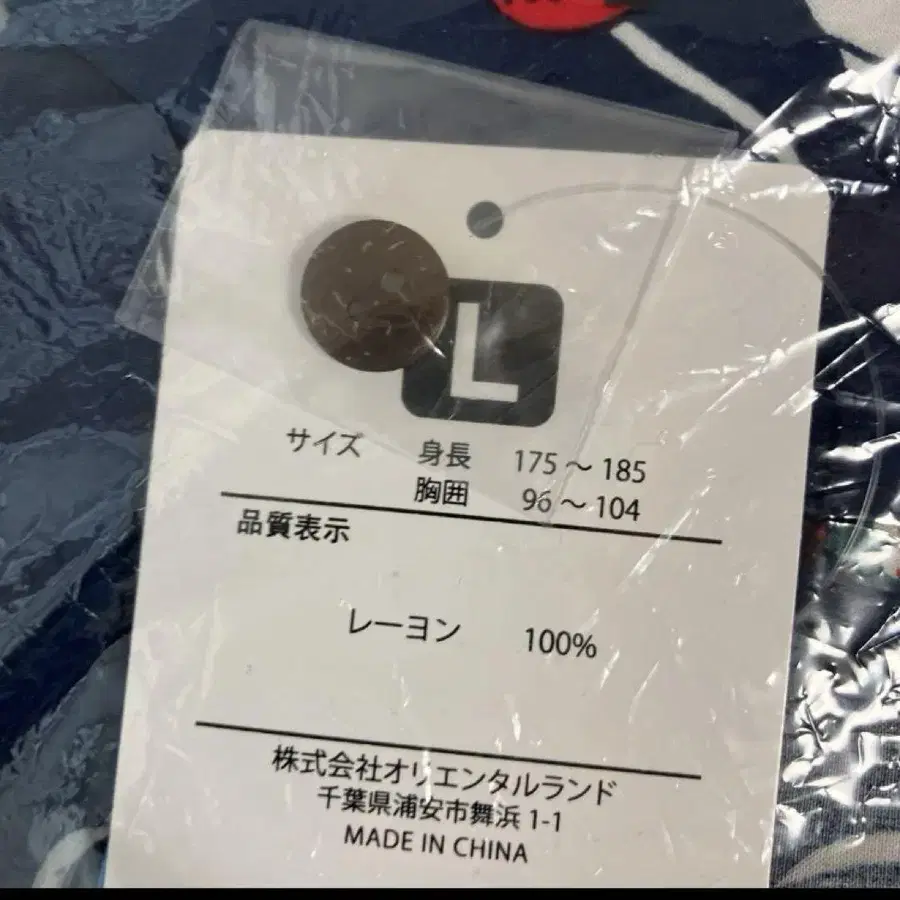 L
サイズ 身長 175～185
胸囲 96～104
品質表示
レーヨン 100%
株式会社オリエンタルランド
千葉県浦安市舞浜 1-1
MADE IN CHINA